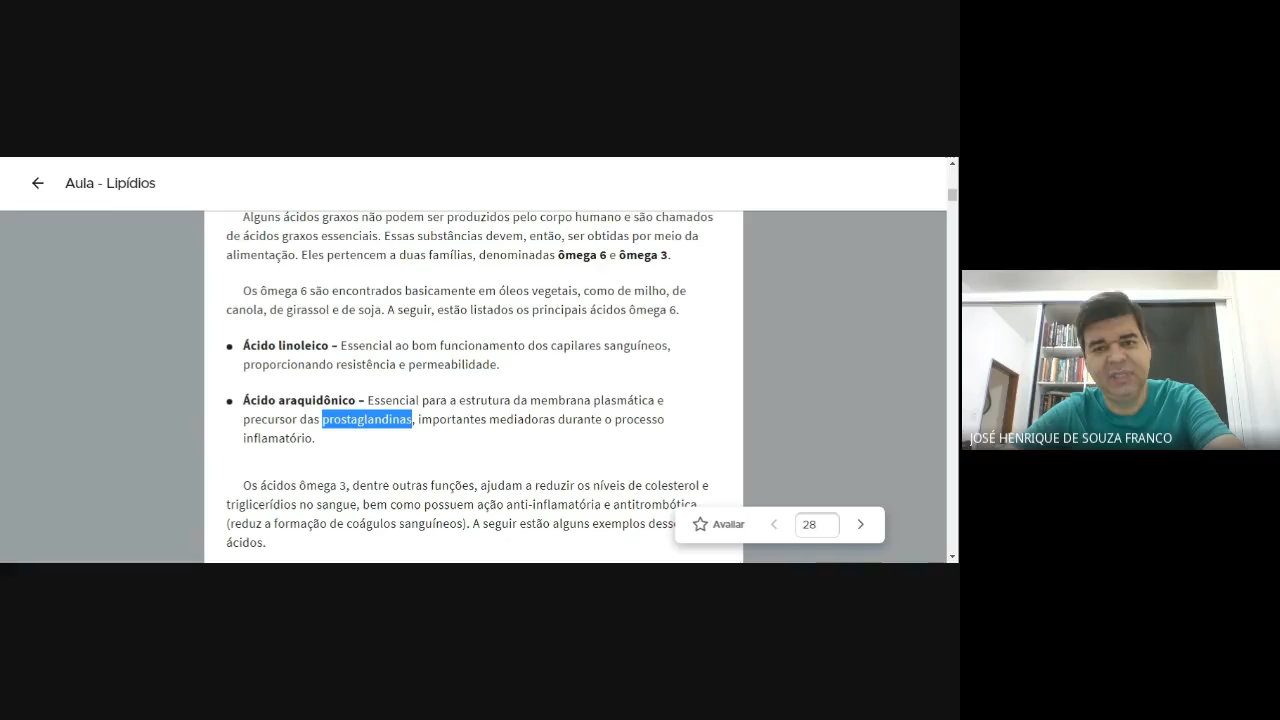 Aula - Lipídios
Alguns ácidos graxos não podem ser produzidos pelo corpo humano e são chamados
de ácidos graxos essenciais. Essas substâncias devem, então, ser obtidas por meio da
alimentação. Eles pertencem a duas famílias, denominadas ômega 6 e ômega 3.
Os ômega 6 são encontrados basicamente em óleos vegetais, como de milho, de
canola, de girassol e de soja. A seguir, estão listados os principais ácidos ômega 6.
• Ácido linoleico – Essencial ao bom funcionamento dos capilares sanguíneos,
proporcionando resistência e permeabilidade.
• Ácido araquidônico – Essencial para a estrutura da membrana plasmática e
precursor das prostaglandinas, importantes mediadoras durante o processo
inflamatório.
Os ácidos ômega 3, dentre outras funções, ajudam a reduzir os níveis de colesterol e
triglicerídios no sangue, bem como possuem ação anti-inflamatória e antitrombótica
(reduz a formação de coágulos sanguíneos). A seguir estão alguns exemplos desse
ácidos.
Avaliar
28
JOSÉ HENRIQUE DE SOUZA FRANCO